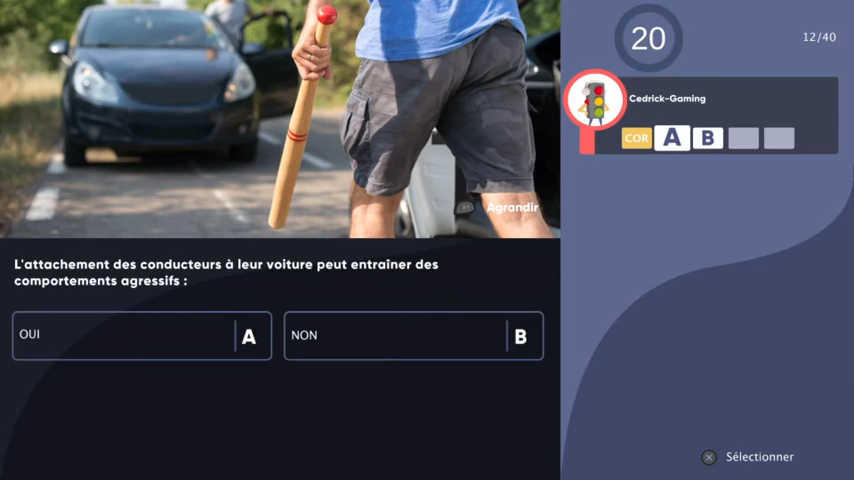 20
12/40
Cedrick-Gaming
COR A B
Agrandir
L'attachement des conducteurs à leur voiture peut entraîner des
comportements agressifs :
OUI A
NON B
Sélectionner